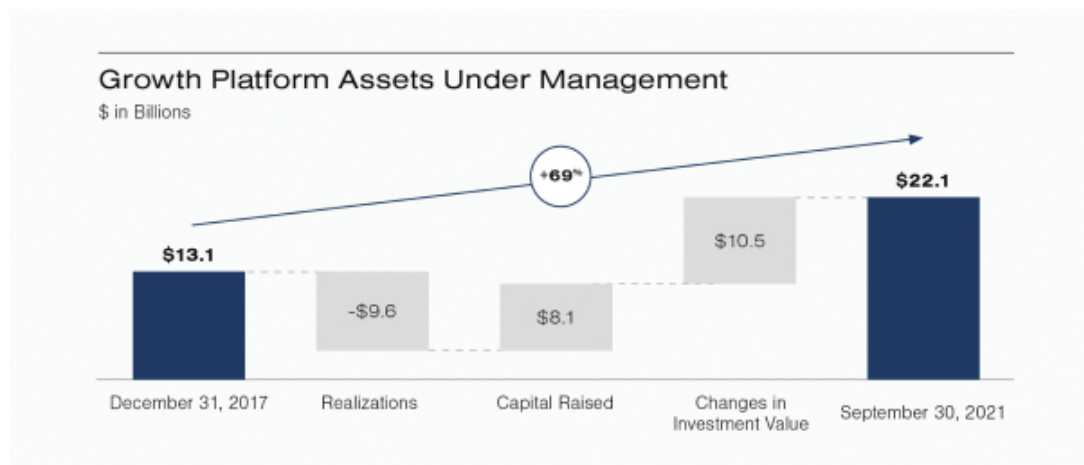 Growth Platform Assets Under Management
$ in Billions
+69%
$22.1
$13.1
$10.5
-$9.6
$8.1
December 31, 2017
Realizations
Capital Raised
Changes in
Investment Value
September 30, 2021